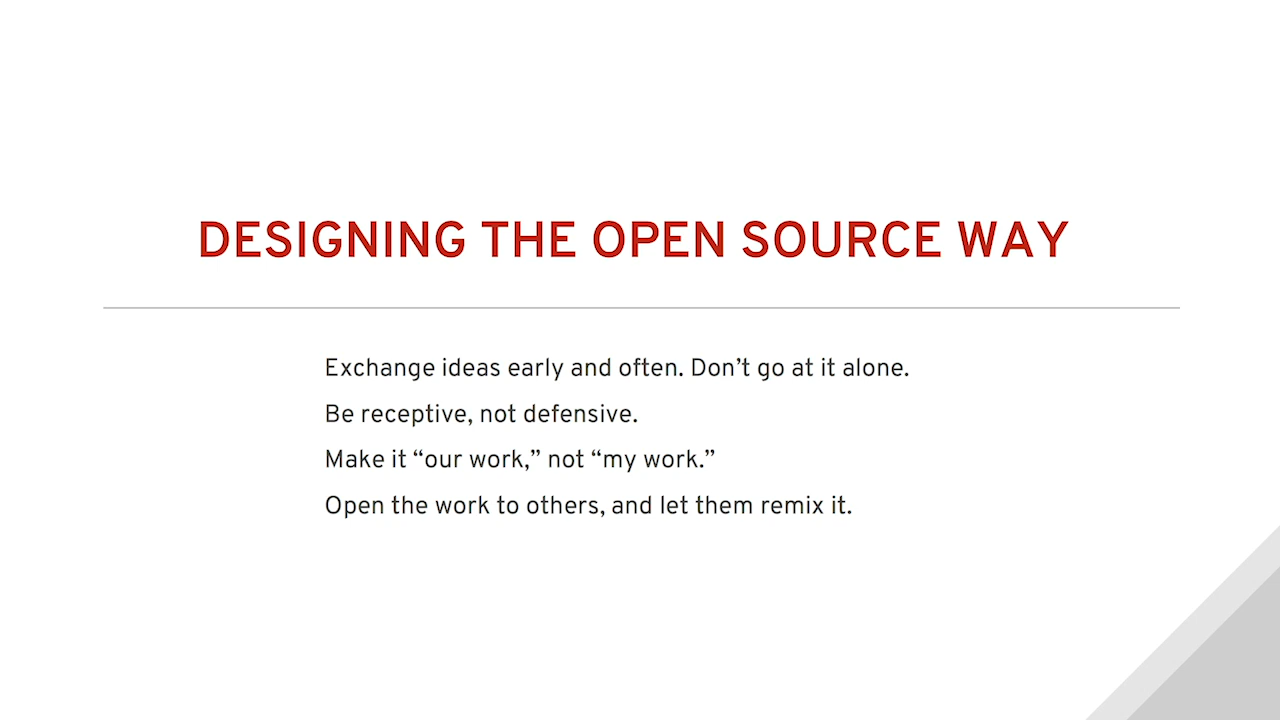 DESIGNING THE OPEN SOURCE WAY
Exchange ideas early and often. Don’t go at it alone.
Be receptive, not defensive.
Make it “our work,” not “my work.”
Open the work to others, and let them remix it.